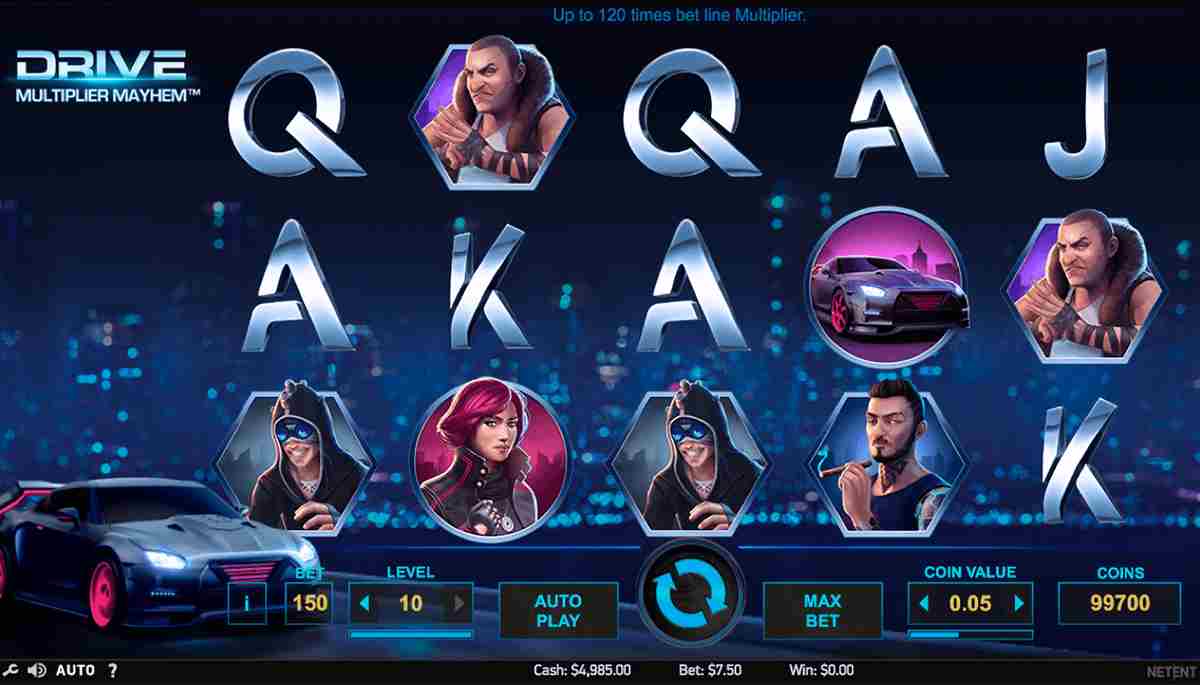 Up to 120 times bet line Multiplier.
DRIVE
MULTIPLIER MAYHEM™
Q Q A J
A K A
K
BET
LEVEL
COIN VALUE
COINS
i
150
10
AUTO
PLAY
MAX
BET
0.05
99700
AUTO ?
Cash: $4,985.00 Bet: $7.50 Win: $0.00
NETENT